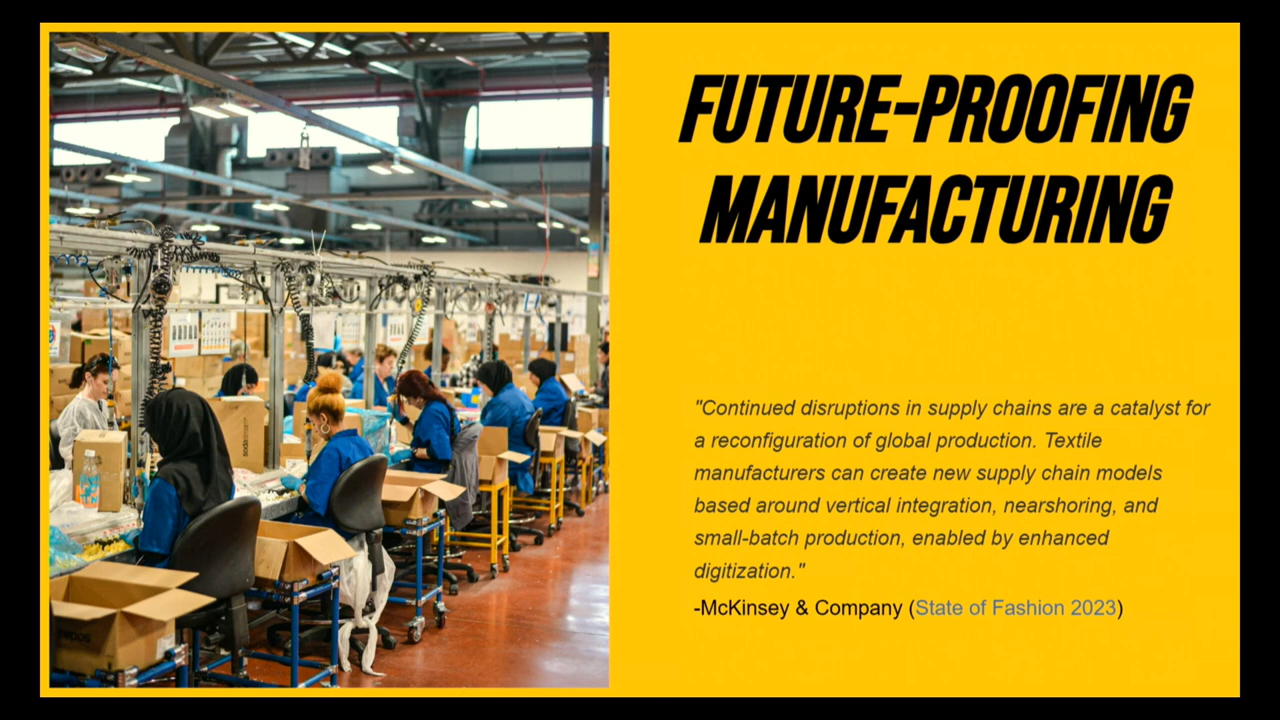 FUTURE-PROOFING
MANUFACTURING
"Continued disruptions in supply chains are a catalyst for
a reconfiguration of global production. Textile
manufacturers can create new supply chain models
based around vertical integration, nearshoring, and
small-batch production, enabled by enhanced
digitization."
-McKinsey & Company (State of Fashion 2023)